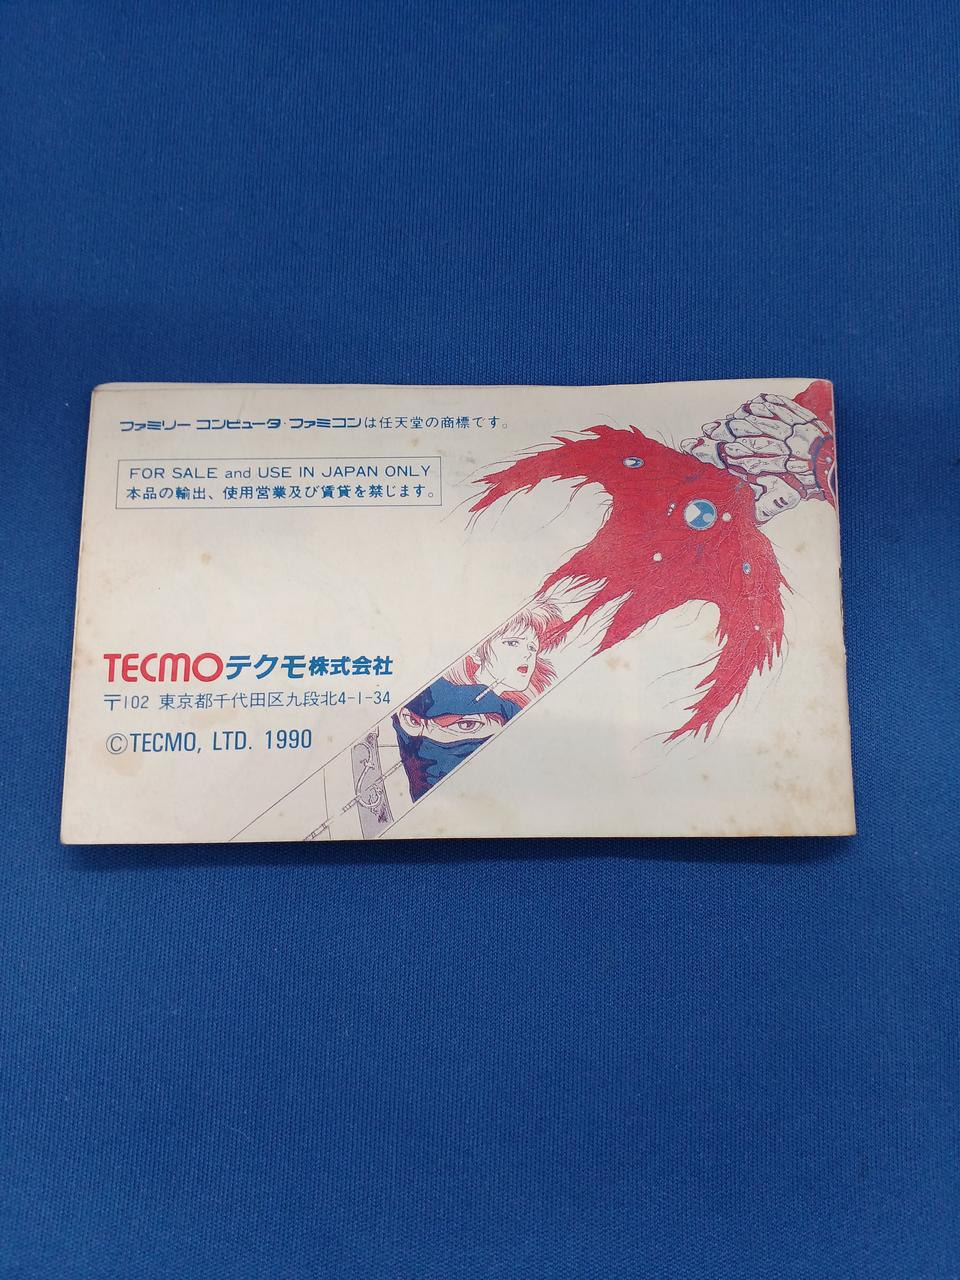 ファミリー コンピュータ・ファミコンは任天堂の商標です。
FOR SALE and USE IN JAPAN ONLY
本品の輸出、使用営業及び賃貸を禁じます。
TECMOテクモ株式会社
〒102 東京都千代田区九段北4-1-34
©TECMO, LTD. 1990